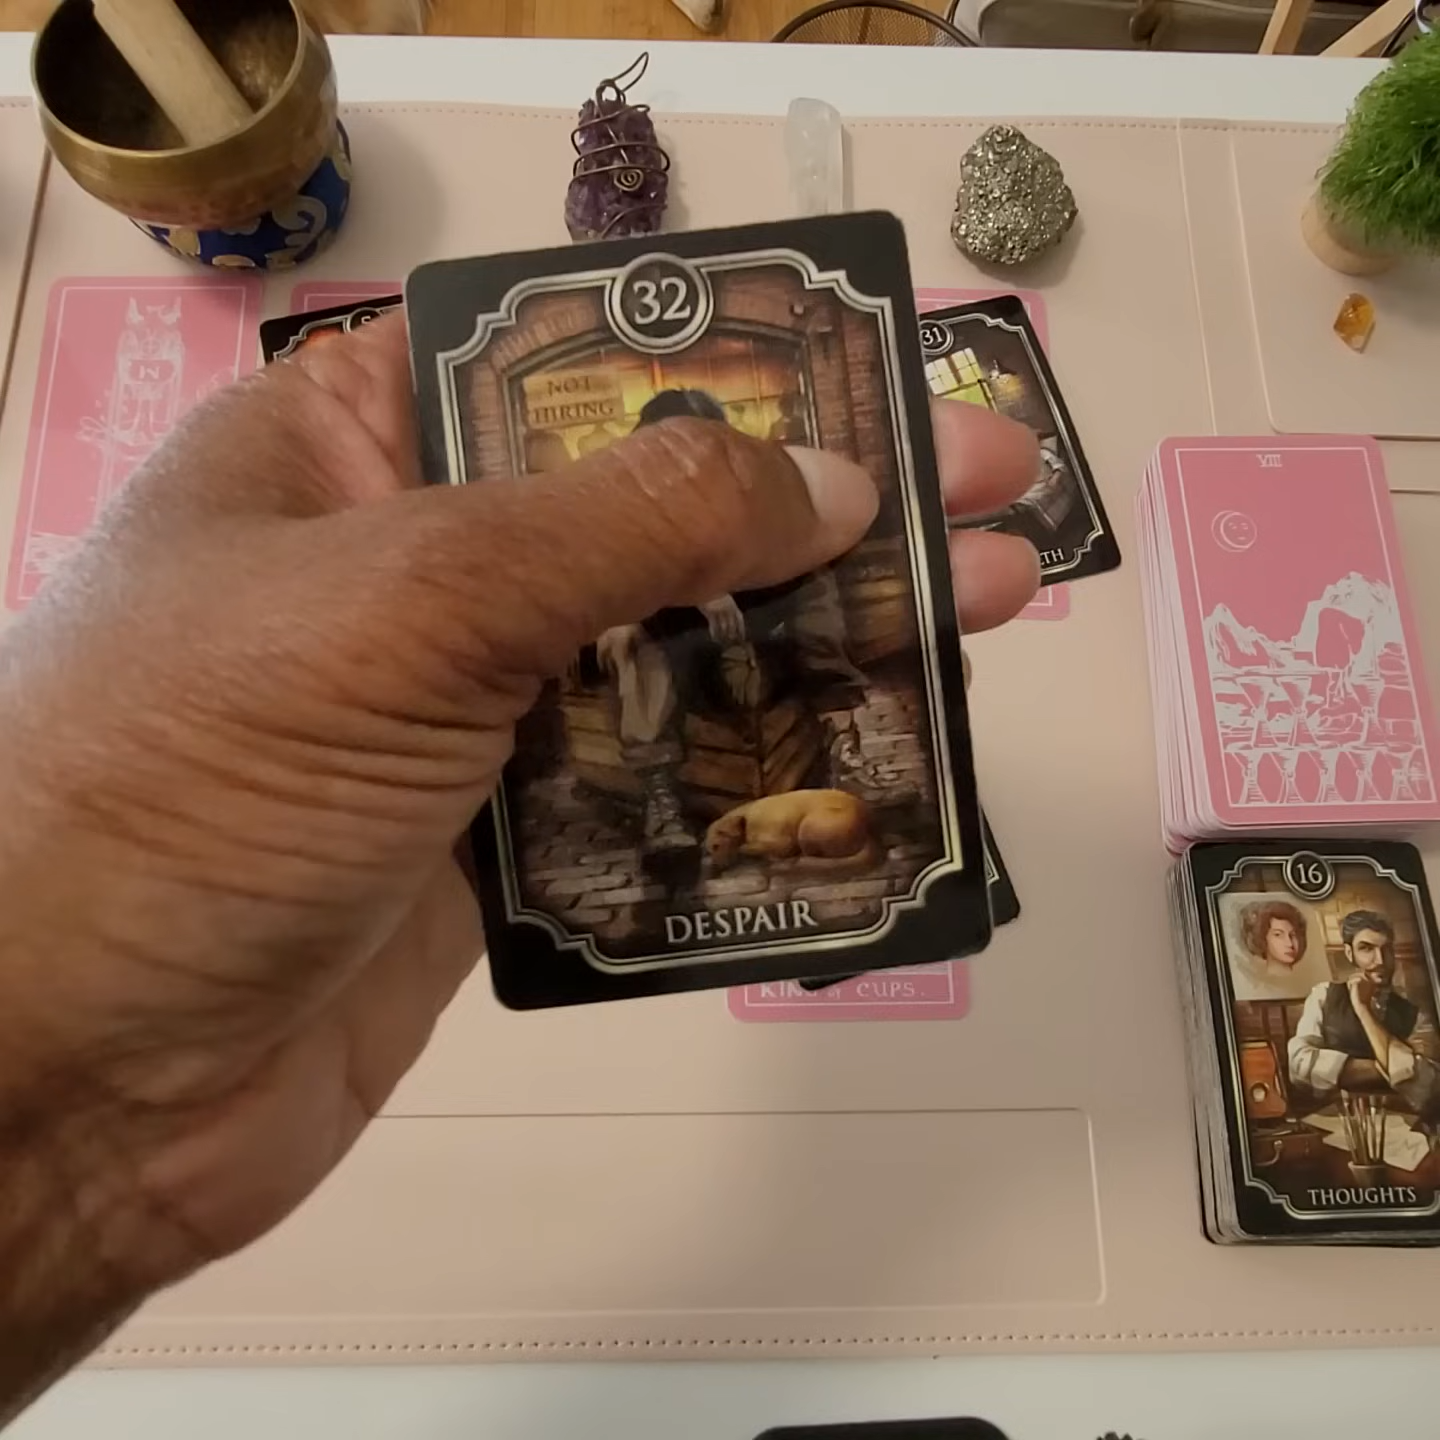 32
NOT
HIRING
DESPAIR
31
VIII
KING OF CUPS.
16
THOUGHTS